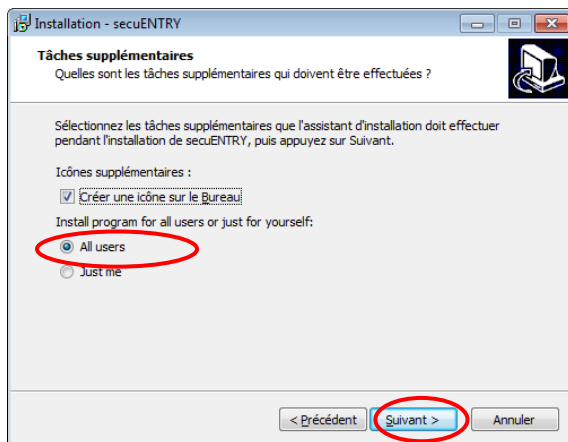 Installation - secuENTRY
Tâches supplémentaires
Quelles sont les tâches supplémentaires qui doivent être effectuées ?
Sélectionnez les tâches supplémentaires que l'assistant d'installation doit effectuer
pendant l'installation de secuENTRY, puis appuyez sur Suivant.
Icônes supplémentaires :
Créer une icône sur le Bureau
Install program for all users or just for yourself:
All users
Just me
< Précédent Suivant > Annuler